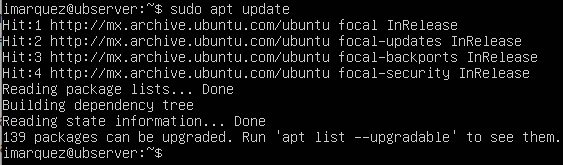 imarquez@ubserver:~$ sudo apt update
Hit:1 http://mx.archive.ubuntu.com/ubuntu focal InRelease
Hit:2 http://mx.archive.ubuntu.com/ubuntu focal-updates InRelease
Hit:3 http://mx.archive.ubuntu.com/ubuntu focal-backports InRelease
Hit:4 http://mx.archive.ubuntu.com/ubuntu focal-security InRelease
Reading package lists... Done
Building dependency tree
Reading state information... Done
139 packages can be upgraded. Run 'apt list --upgradable' to see them.
imarquez@ubserver:~$